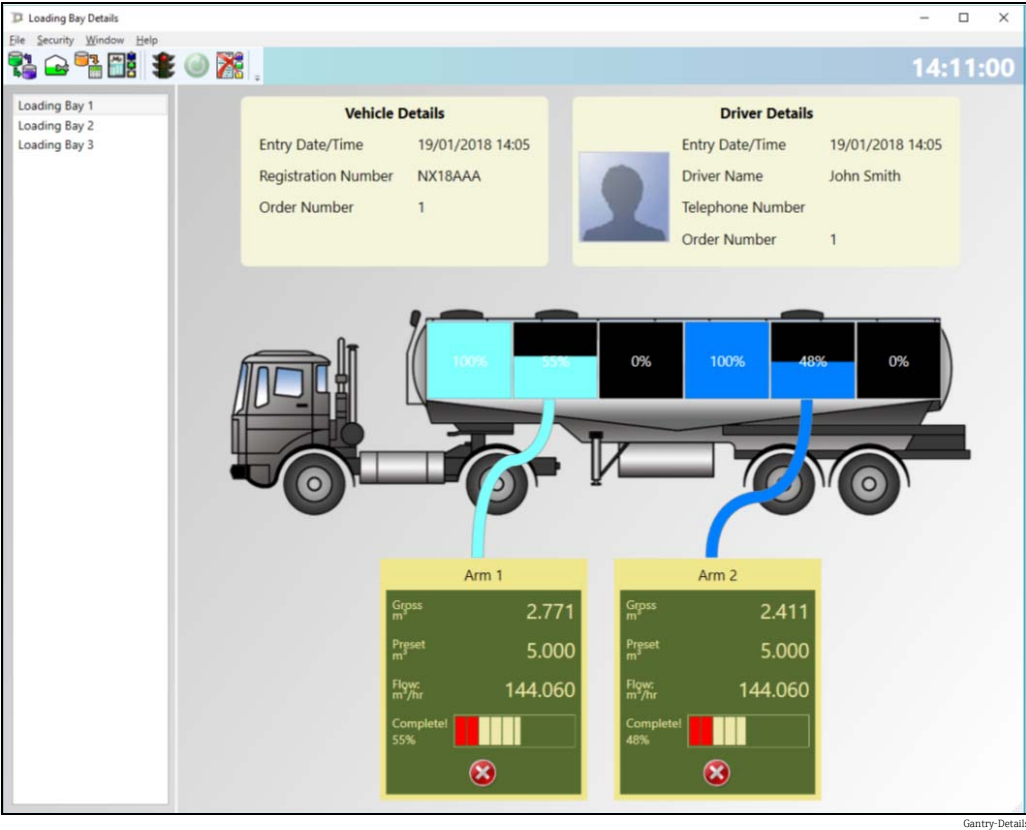 Loading Bay Details
File Security Window Help
14:11:00
Loading Bay 1
Loading Bay 2
Loading Bay 3
Vehicle Details
Entry Date/Time 19/01/2018 14:05
Registration Number NX18AAA
Order Number 1
Driver Details
Entry Date/Time 19/01/2018 14:05
Driver Name John Smith
Telephone Number
Order Number 1
100% 55% 0% 100% 48% 0%
Arm 1
Gross m³ 2.771
Preset m³ 5.000
Flow: m³/hr 144.060
Complete!
55%
Arm 2
Gross m³ 2.411
Preset m³ 5.000
Flow: m³/hr 144.060
Complete!
48%
Gantry-Details